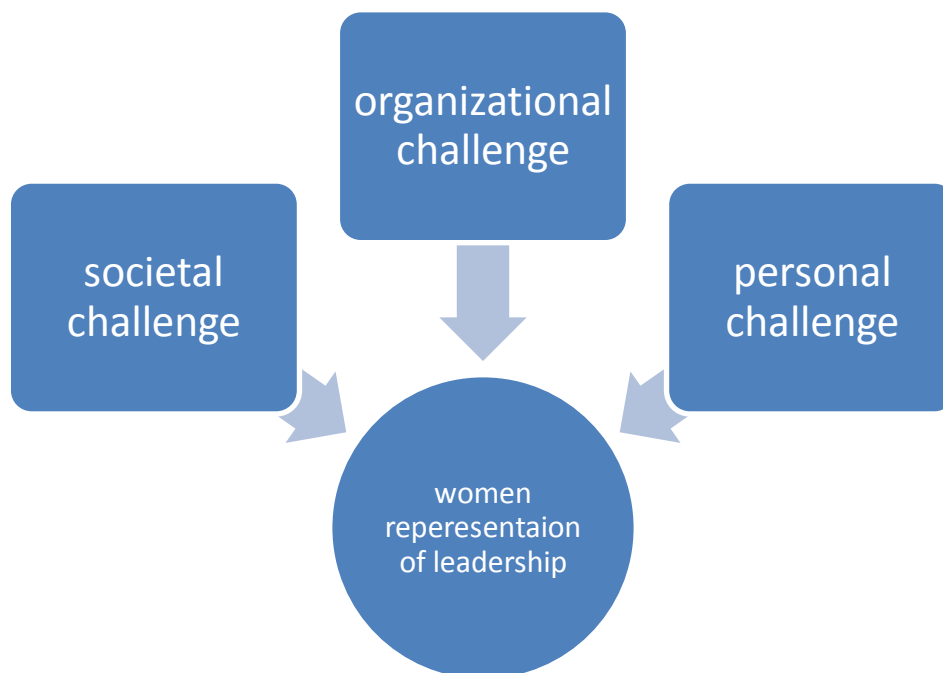 organizational
challenge
societal
challenge
personal
challenge
women
reperesentaion
of leadership